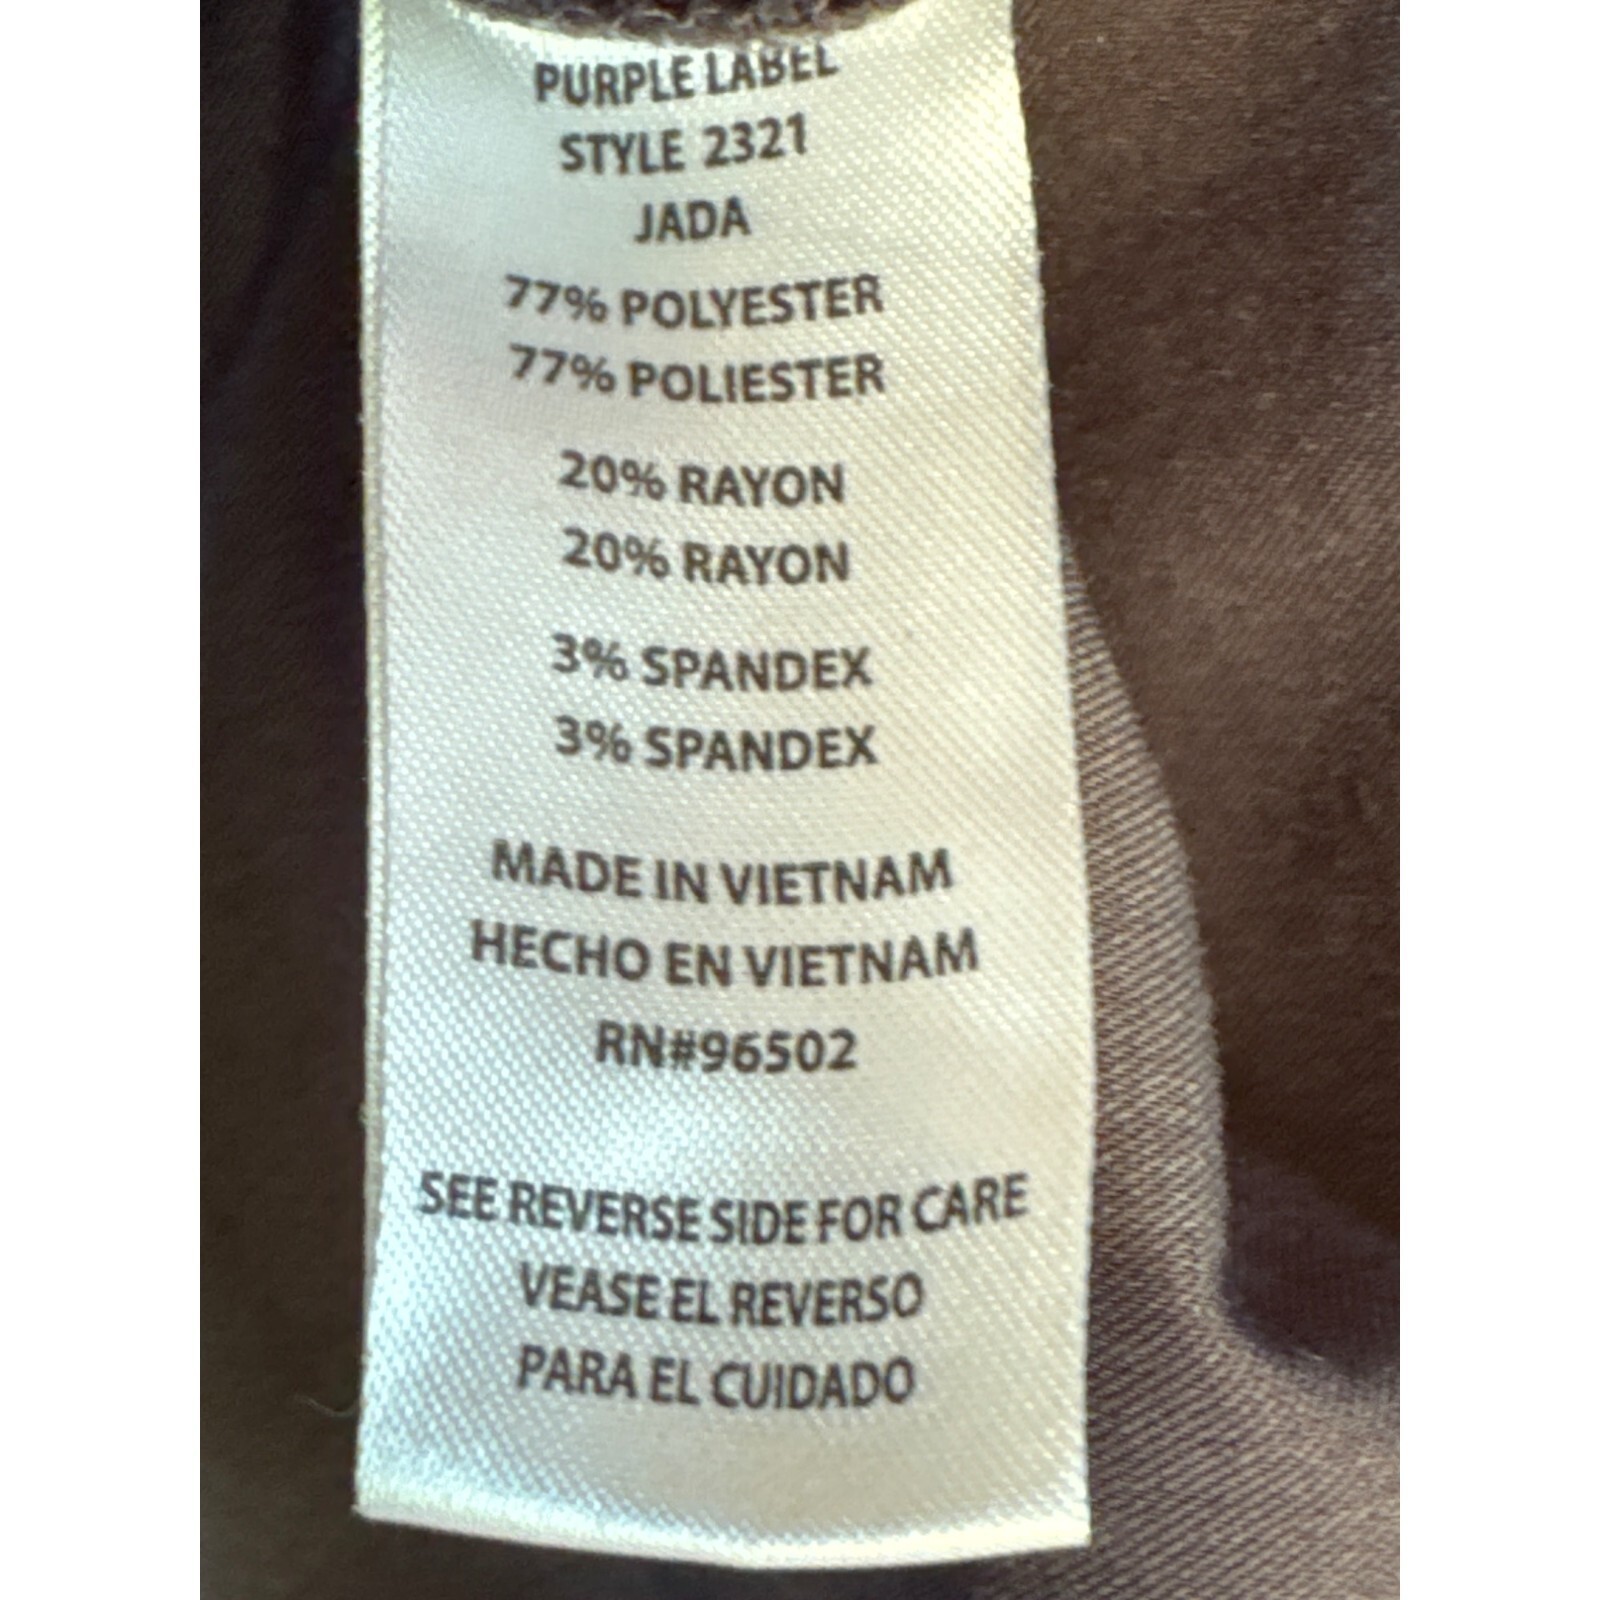 PURPLE LABEL
STYLE 2321
JADA
77% POLYESTER
77% POLIESTER
20% RAYON
20% RAYON
3% SPANDEX
3% SPANDEX
MADE IN VIETNAM
HECHO EN VIETNAM
RN#96502
SEE REVERSE SIDE FOR CARE
VEASE EL REVERSO
PARA EL CUIDADO